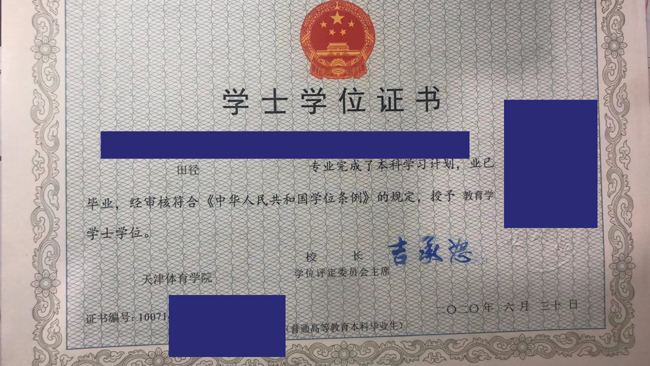 学士学位证书
田径 专业完成了本科学习计划，业已
毕业，经审核符合《中华人民共和国学位条例》的规定，授予 教育学
学士学位。
校 长 吉承恕
天津体育学院 学位评定委员会主席
证书编号: 10071
二〇二〇年 六月 三十日
（普通高等教育本科毕业生）